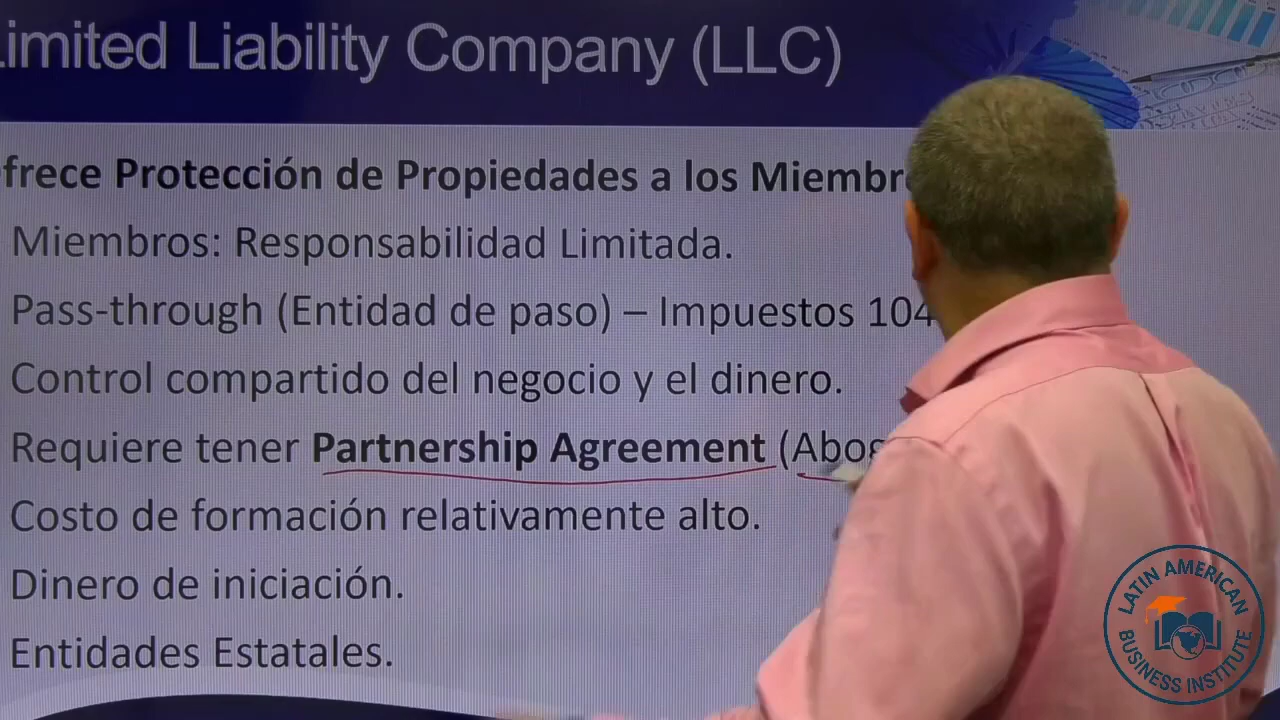 Limited Liability Company (LLC)
frece Protección de Propiedades a los Miembr
Miembros: Responsabilidad Limitada.
Pass-through (Entidad de paso) – Impuestos 104
Control compartido del negocio y el dinero.
Requiere tener Partnership Agreement (Abog
Costo de formación relativamente alto.
Dinero de iniciación.
Entidades Estatales.
LATIN AMERICAN
BUSINESS INSTITUTE